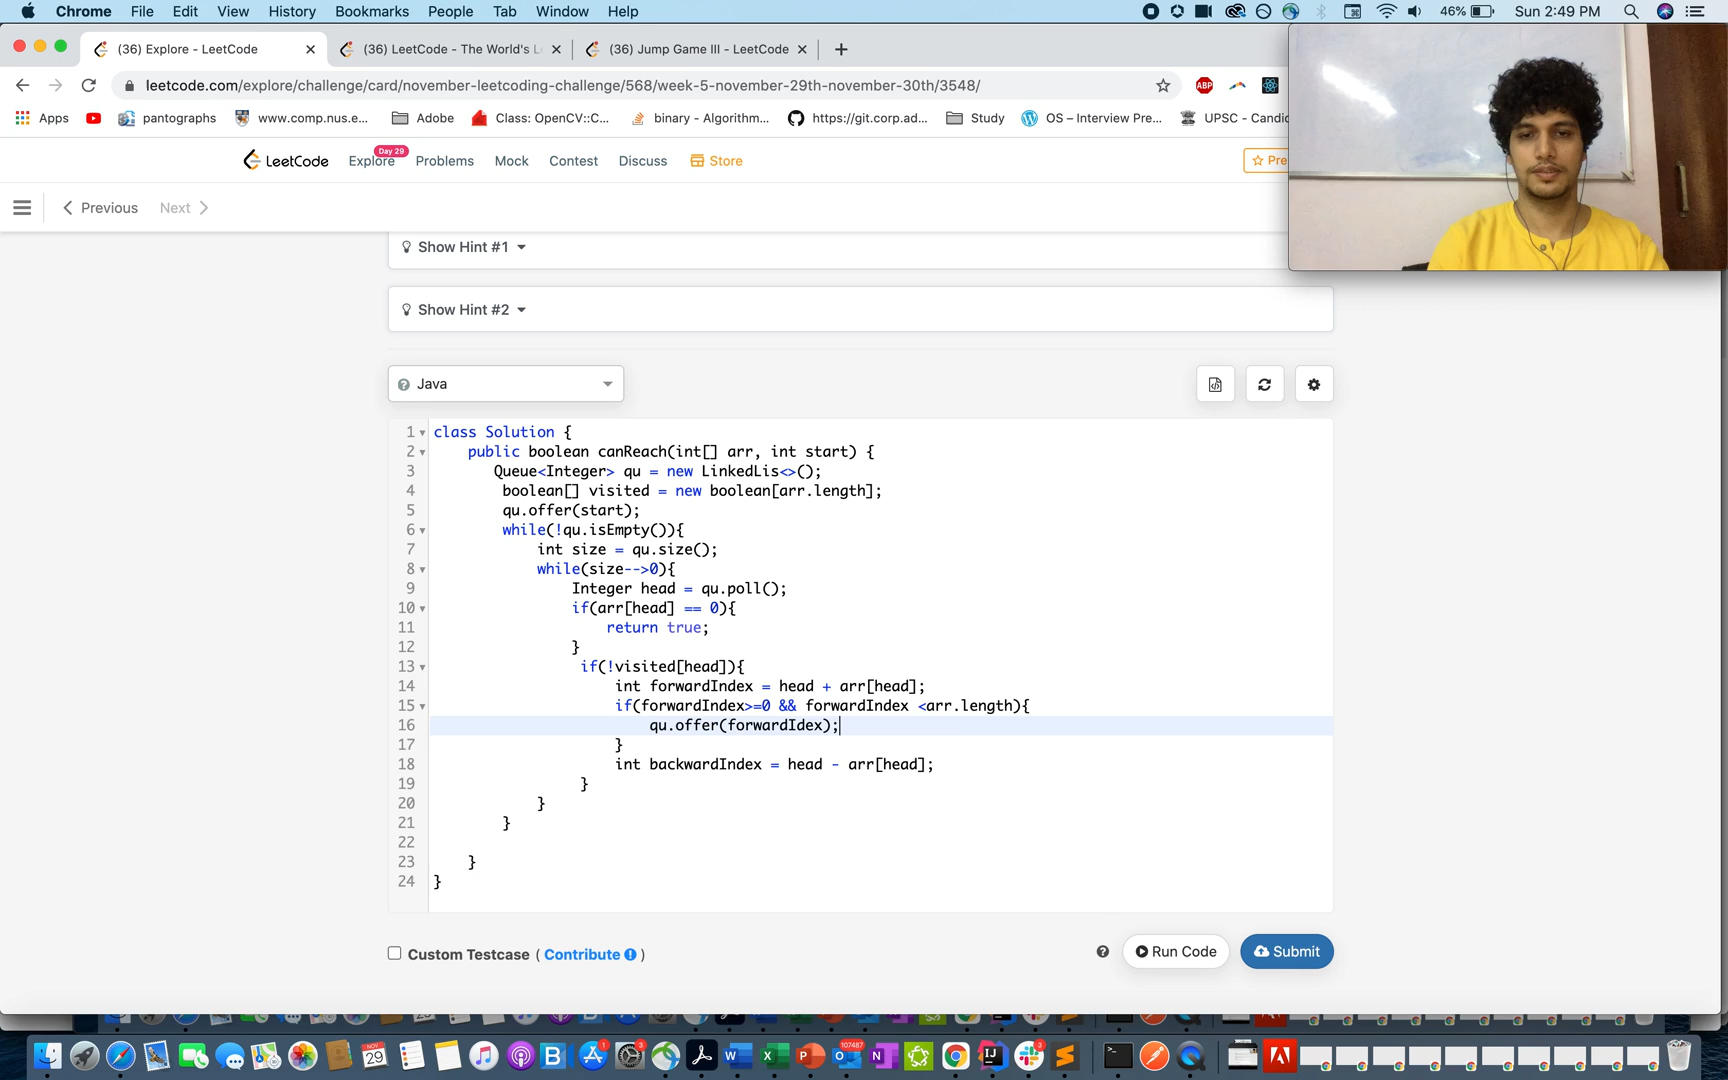 Chrome File Edit View History Bookmarks People Tab Window Help 46% Sun 2:49 PM
(36) Explore - LeetCode (36) LeetCode - The World's L (36) Jump Game III - LeetCode
leetcode.com/explore/challenge/card/november-leetcoding-challenge/568/week-5-november-29th-november-30th/3548/ ABP
Apps pantographs www.comp.nus.e... Adobe Class: OpenCV::C... binary - Algorithm... https://git.corp.ad... Study OS – Interview Pre... UPSC - Candic
LeetCode Explore Day 29 Problems Mock Contest Discuss Store Pre
Previous Next
Show Hint #1
Show Hint #2
Java
1 class Solution {
2 public boolean canReach(int[] arr, int start) {
3 Queue<Integer> qu = new LinkedLis<>();
4 boolean[] visited = new boolean[arr.length];
5 qu.offer(start);
6 while(!qu.isEmpty()){
7 int size = qu.size();
8 while(size-->0){
9 Integer head = qu.poll();
10 if(arr[head] == 0){
11 return true;
12 }
13 if(!visited[head]){
14 int forwardIndex = head + arr[head];
15 if(forwardIndex>=0 && forwardIndex <arr.length){
16 qu.offer(forwardIdex);
17 }
18 int backwardIndex = head - arr[head];
19 }
20 }
21 }
22
23 }
24 }
Custom Testcase ( Contribute ) Run Code Submit
NOV 29 1 3 107487 3